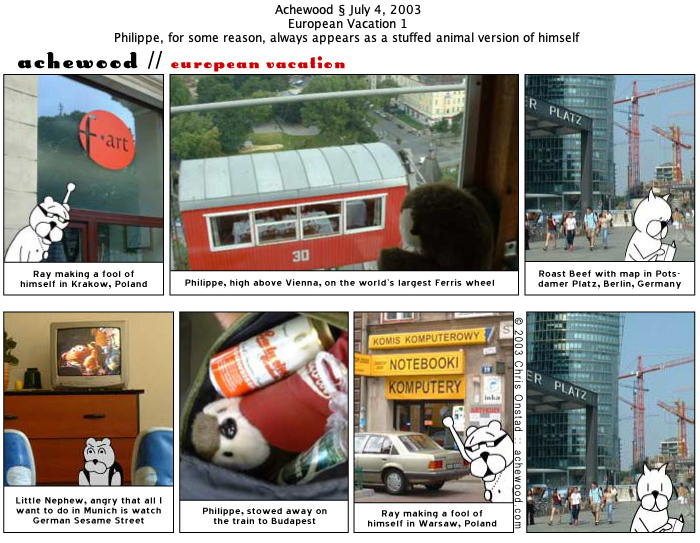 Achewood § July 4, 2003
European Vacation 1
Philippe, for some reason, always appears as a stuffed animal version of himself
achewood // european vacation
f·art
Ray making a fool of
himself in Krakow, Poland
30
Philippe, high above Vienna, on the world's largest Ferris wheel
ER PLATZ
Roast Beef with map in Pots-
damer Platz, Berlin, Germany
Little Nephew, angry that all I
want to do in Munich is watch
German Sesame Street
Philippe, stowed away on
the train to Budapest
KOMIS KOMPUTEROWY
NOTEBOOKI
KOMPUTERY
19
inka
Ray making a fool of
himself in Warsaw, Poland
© 2003 Chris Onstad :: achewood.com
ER PLATZ